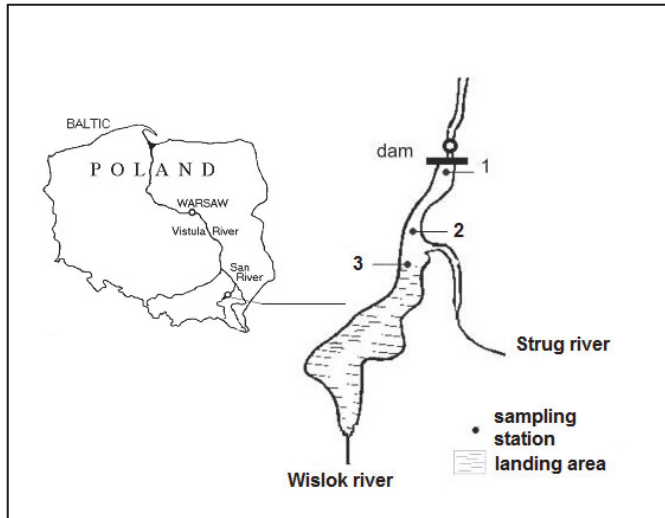 BALTIC
POLAND
WARSAW
Vistula River
San
River
dam
1
2
3
Strug river
sampling
station
landing area
Wislok river